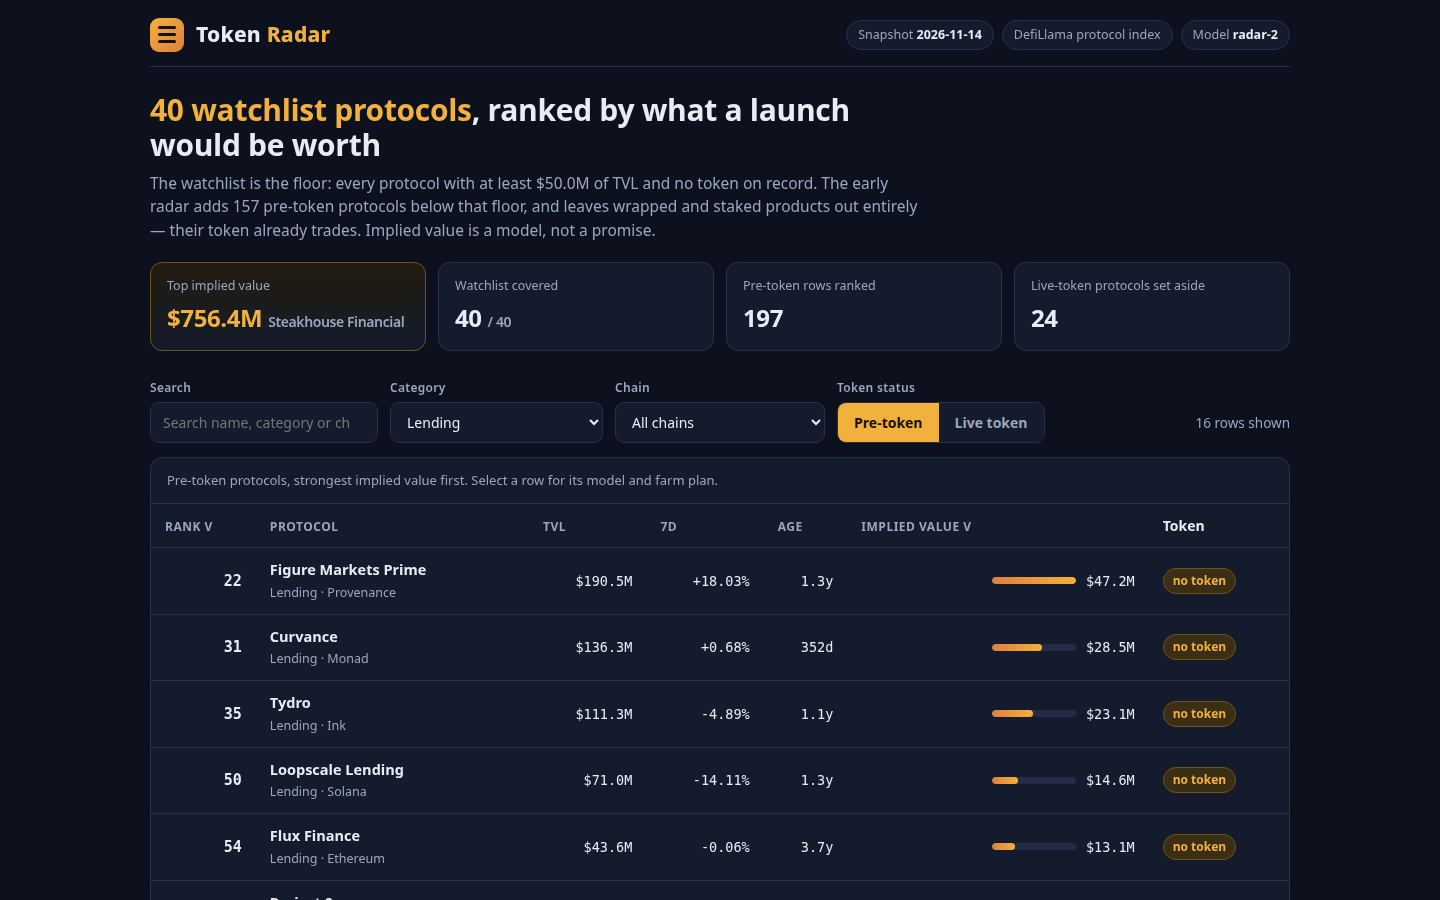 Token Radar
Snapshot 2026-11-14
DefiLlama protocol index
Model radar-2
40 watchlist protocols, ranked by what a launch
would be worth
The watchlist is the floor: every protocol with at least $50.0M of TVL and no token on record. The early
radar adds 157 pre-token protocols below that floor, and leaves wrapped and staked products out entirely
— their token already trades. Implied value is a model, not a promise.
Top implied value
$756.4M Steakhouse Financial
Watchlist covered
40 / 40
Pre-token rows ranked
197
Live-token protocols set aside
24
Search
Category
Chain
Token status
Search name, category or ch
Lending
All chains
Pre-token
Live token
16 rows shown
Pre-token protocols, strongest implied value first. Select a row for its model and farm plan.
RANK V PROTOCOL TVL 7D AGE IMPLIED VALUE V Token
22 Figure Markets Prime $190.5M +18.03% 1.3y $47.2M no token
Lending · Provenance
31 Curvance $136.3M +0.68% 352d $28.5M no token
Lending · Monad
35 Tydro $111.3M -4.89% 1.1y $23.1M no token
Lending · Ink
50 Loopscale Lending $71.0M -14.11% 1.3y $14.6M no token
Lending · Solana
54 Flux Finance $43.6M -0.06% 3.7y $13.1M no token
Lending · Ethereum